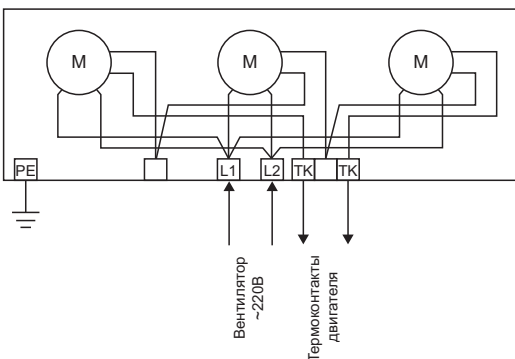 M
M
M
PE
L1
L2
TK
TK
Вентилятор
~220В
Термоконтакты
двигателя